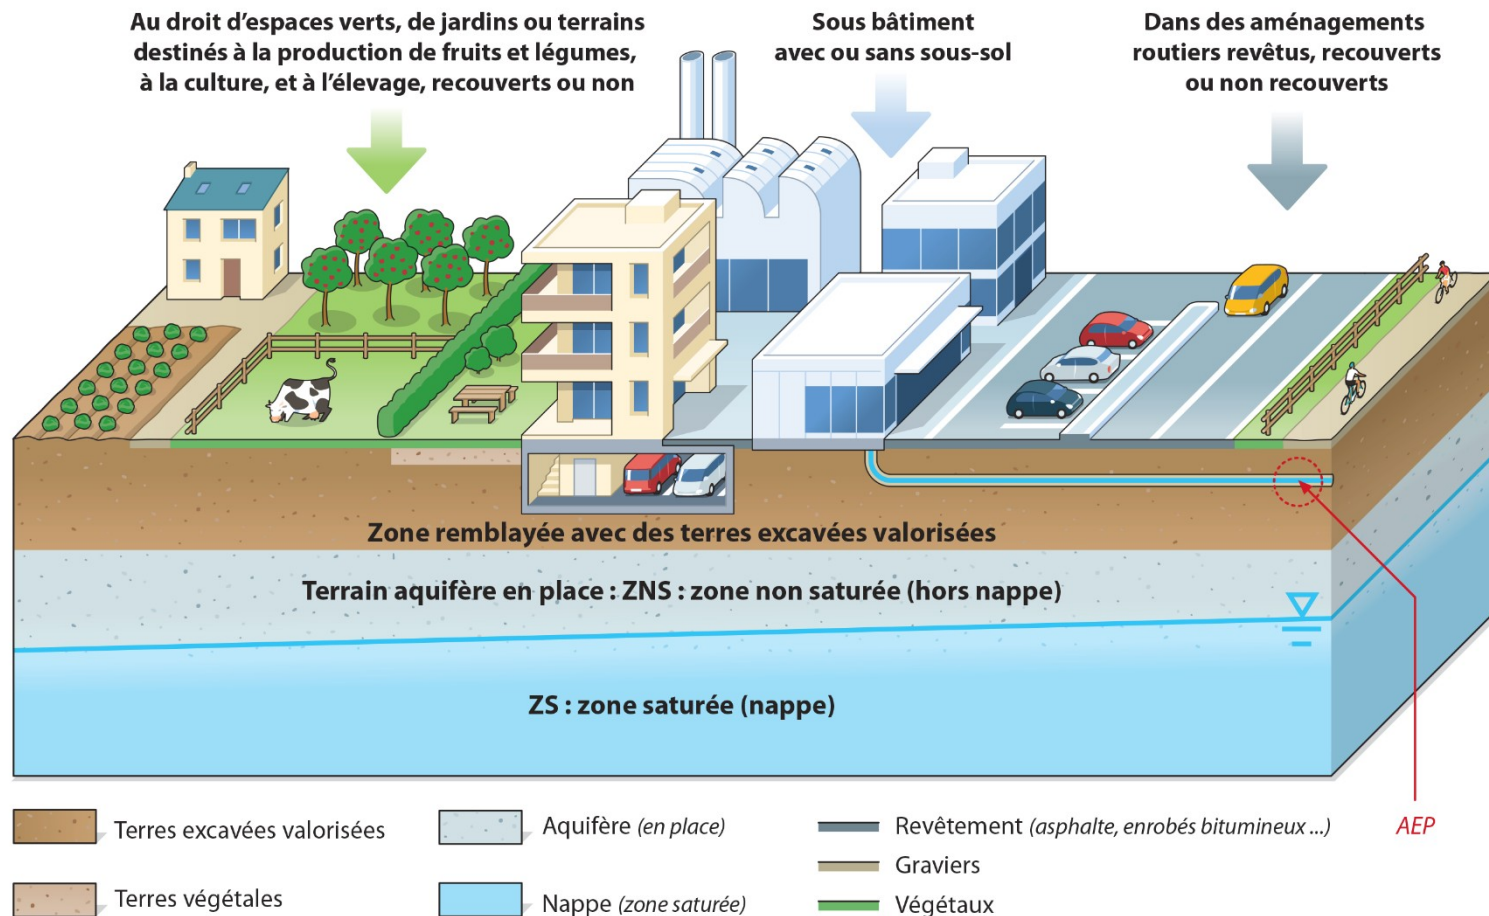 Au droit d’espaces verts, de jardins ou terrains
destinés à la production de fruits et légumes,
à la culture, et à l’élevage, recouverts ou non
Sous bâtiment
avec ou sans sous-sol
Dans des aménagements
routiers revêtus, recouverts
ou non recouverts
Zone remblayée avec des terres excavées valorisées
Terrain aquifère en place : ZNS : zone non saturée (hors nappe)
ZS : zone saturée (nappe)
Terres excavées valorisées
Terres végétales
Aquifère (en place)
Nappe (zone saturée)
Revêtement (asphalte, enrobés bitumineux ...)
Graviers
Végétaux
AEP